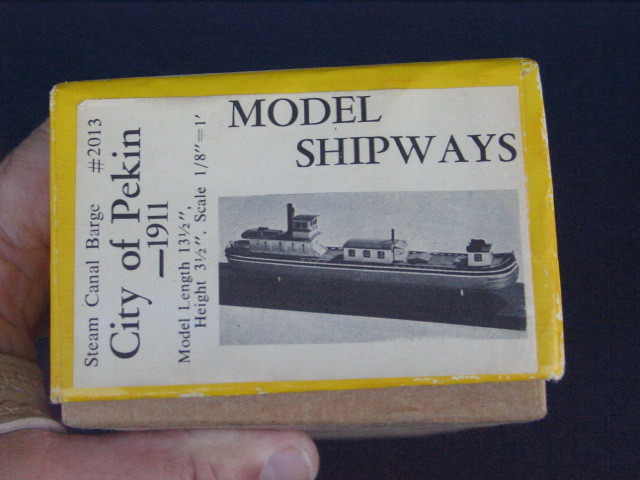 MODEL
SHIPWAYS
Steam Canal Barge #2013
City of Pekin
—1911
Model Length 13½",
Height 3½". Scale 1/8"=1'